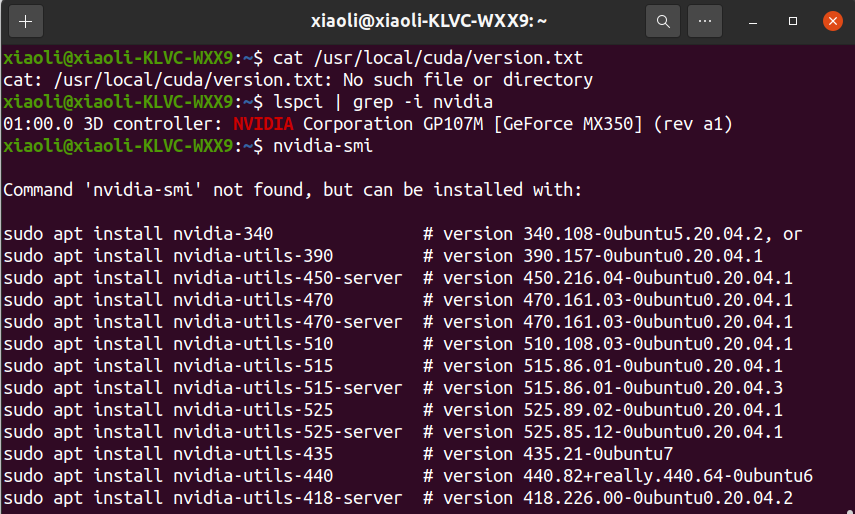 xiaoli@xiaoli-KLVC-WXX9: ~
xiaoli@xiaoli-KLVC-WXX9:~$ cat /usr/local/cuda/version.txt
cat: /usr/local/cuda/version.txt: No such file or directory
xiaoli@xiaoli-KLVC-WXX9:~$ lspci | grep -i nvidia
01:00.0 3D controller: NVIDIA Corporation GP107M [GeForce MX350] (rev a1)
xiaoli@xiaoli-KLVC-WXX9:~$ nvidia-smi
Command 'nvidia-smi' not found, but can be installed with:
sudo apt install nvidia-340               # version 340.108-0ubuntu5.20.04.2, or
sudo apt install nvidia-utils-390         # version 390.157-0ubuntu0.20.04.1
sudo apt install nvidia-utils-450-server  # version 450.216.04-0ubuntu0.20.04.1
sudo apt install nvidia-utils-470         # version 470.161.03-0ubuntu0.20.04.1
sudo apt install nvidia-utils-470-server  # version 470.161.03-0ubuntu0.20.04.1
sudo apt install nvidia-utils-510         # version 510.108.03-0ubuntu0.20.04.1
sudo apt install nvidia-utils-515         # version 515.86.01-0ubuntu0.20.04.1
sudo apt install nvidia-utils-515-server  # version 515.86.01-0ubuntu0.20.04.3
sudo apt install nvidia-utils-525         # version 525.89.02-0ubuntu0.20.04.1
sudo apt install nvidia-utils-525-server  # version 525.85.12-0ubuntu0.20.04.1
sudo apt install nvidia-utils-435         # version 435.21-0ubuntu7
sudo apt install nvidia-utils-440         # version 440.82+really.440.64-0ubuntu6
sudo apt install nvidia-utils-418-server  # version 418.226.00-0ubuntu0.20.04.2